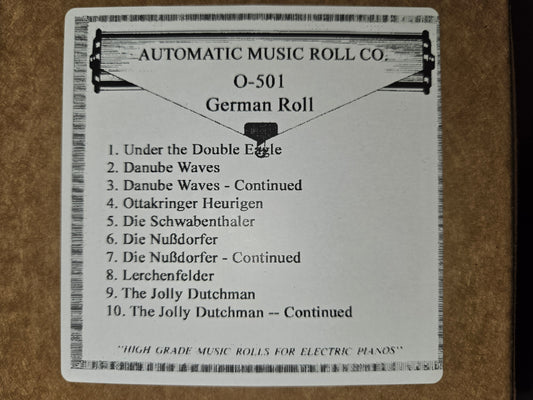 AUTOMATIC MUSIC ROLL CO.
O-501
German Roll
1. Under the Double Eagle
2. Danube Waves
3. Danube Waves - Continued
4. Ottakringer Heurigen
5. Die Schwabenthaler
6. Die Nußdorfer
7. Die Nußdorfer - Continued
8. Lerchenfelder
9. The Jolly Dutchman
10. The Jolly Dutchman -- Continued
"HIGH GRADE MUSIC ROLLS FOR ELECTRIC PIANOS"